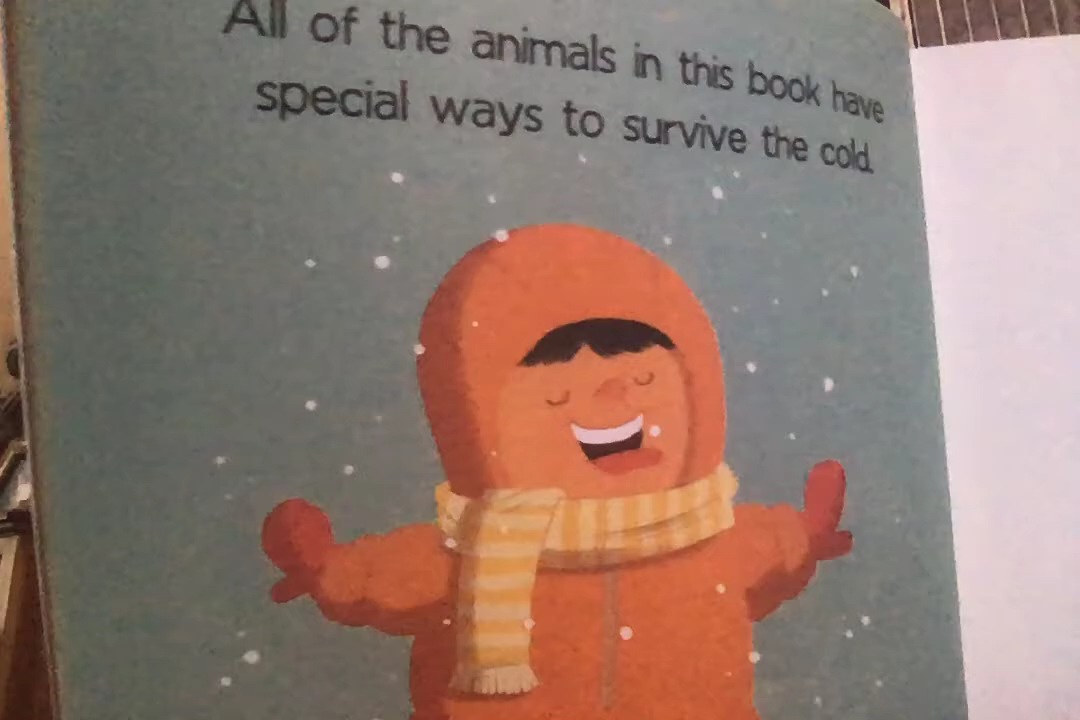 All of the animals in this book have
special ways to survive the cold.